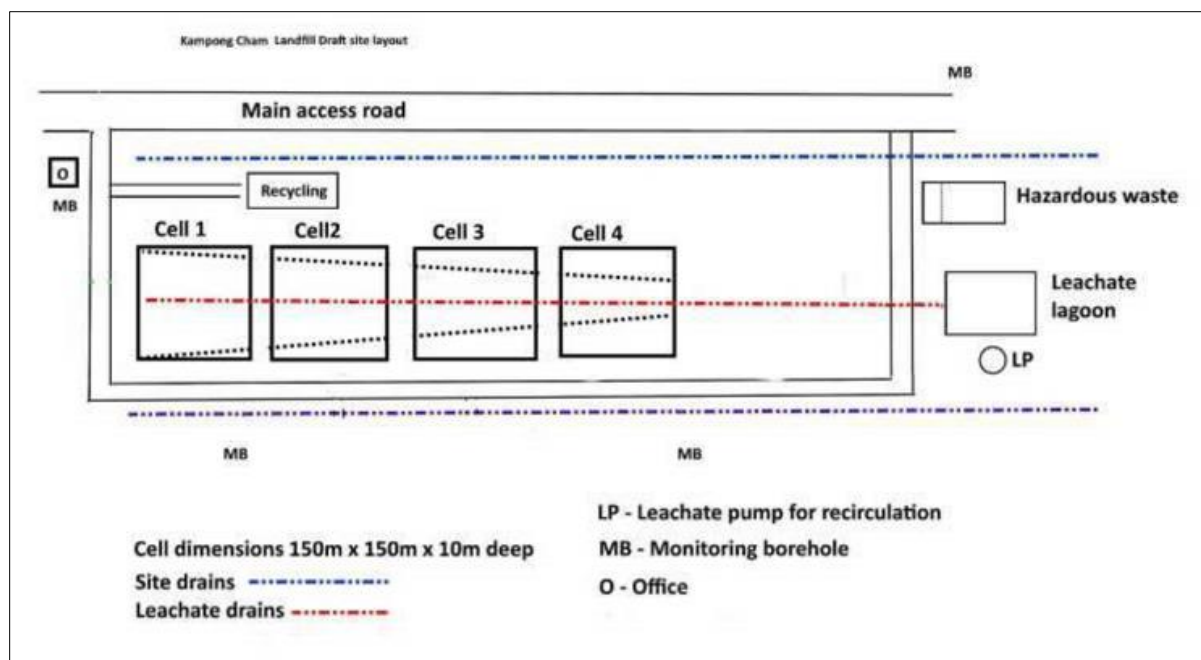 Kampong Cham Landfill Draft site layout
MB
Main access road
O
MB
Recycling
Hazardous waste
Cell 1
Cell2
Cell 3
Cell 4
Leachate
lagoon
LP
MB
MB
Cell dimensions 150m x 150m x 10m deep
Site drains
Leachate drains
LP - Leachate pump for recirculation
MB - Monitoring borehole
O - Office